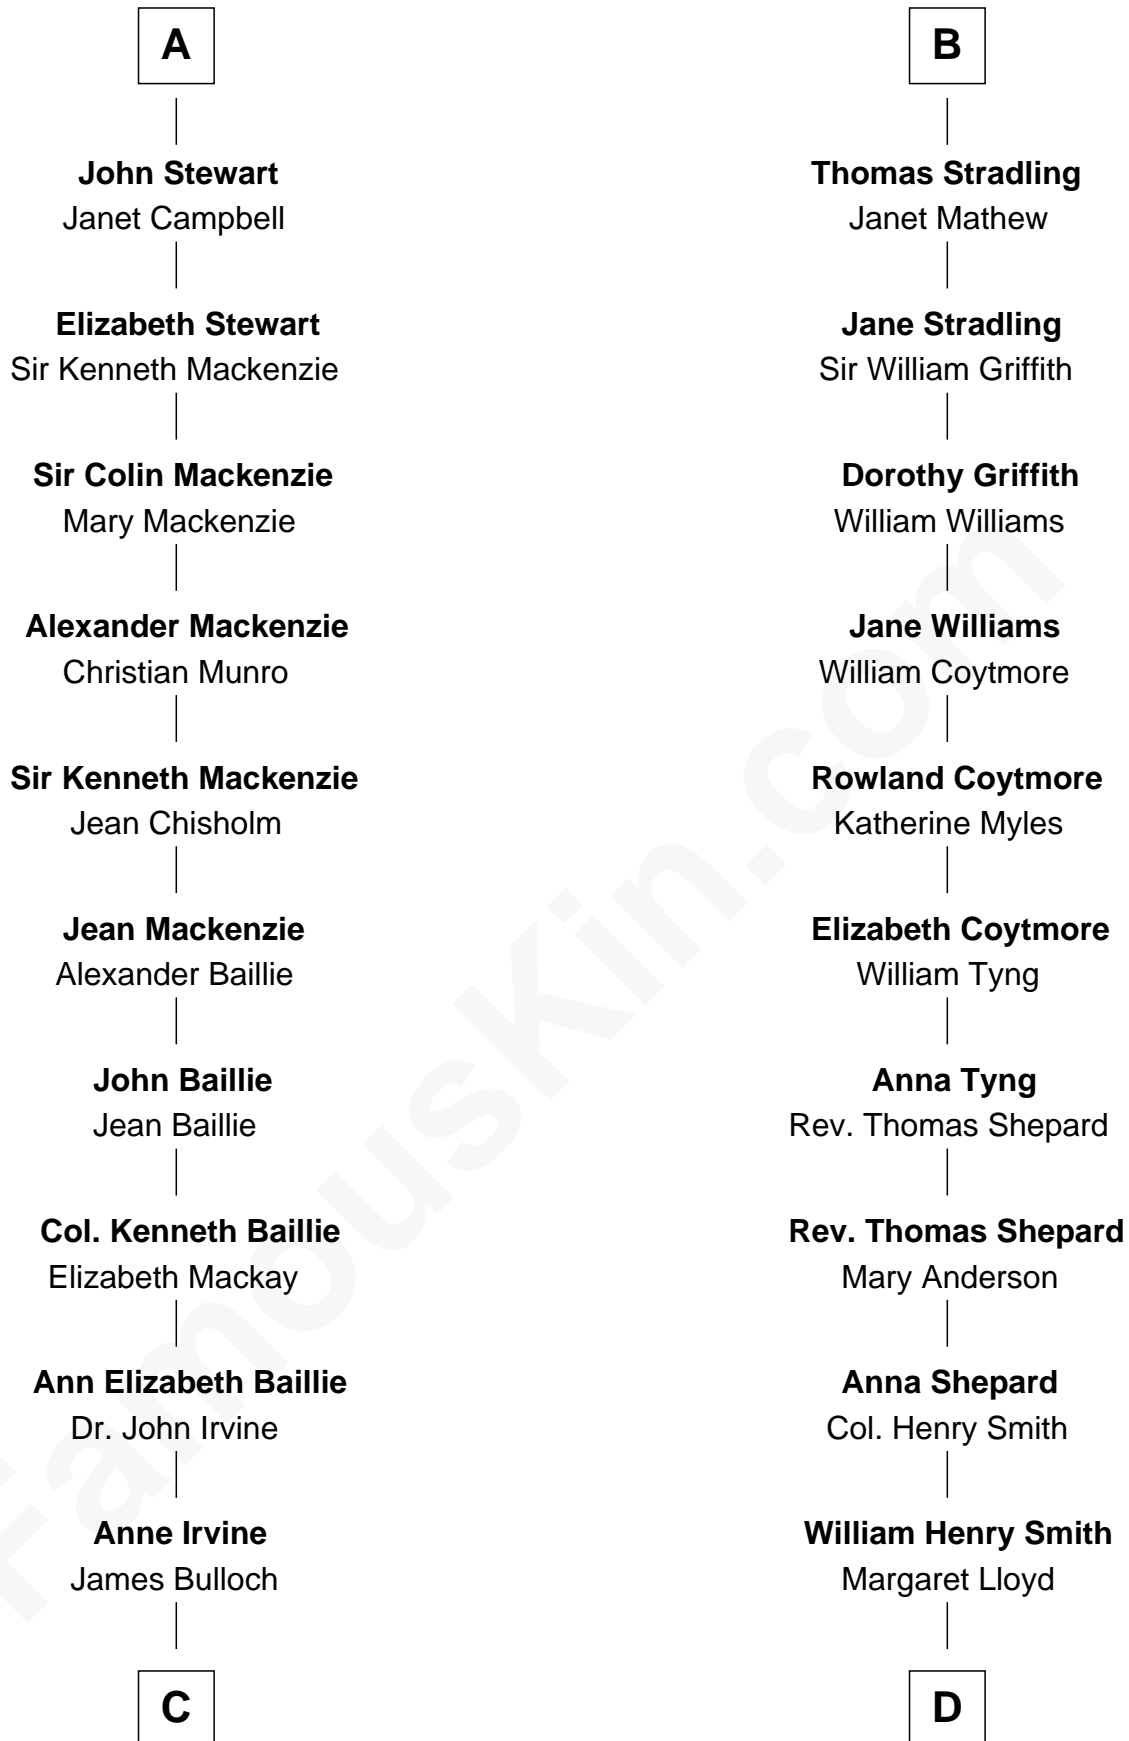 A
John Stewart
Janet Campbell
Elizabeth Stewart
Sir Kenneth Mackenzie
Sir Colin Mackenzie
Mary Mackenzie
Alexander Mackenzie
Christian Munro
Sir Kenneth Mackenzie
Jean Chisholm
Jean Mackenzie
Alexander Baillie
John Baillie
Jean Baillie
Col. Kenneth Baillie
Elizabeth Mackay
Ann Elizabeth Baillie
Dr. John Irvine
Anne Irvine
James Bulloch
C
B
Thomas Stradling
Janet Mathew
Jane Stradling
Sir William Griffith
Dorothy Griffith
William Williams
Jane Williams
William Coytmore
Rowland Coytmore
Katherine Myles
Elizabeth Coytmore
William Tyng
Anna Tyng
Rev. Thomas Shepard
Rev. Thomas Shepard
Mary Anderson
Anna Shepard
Col. Henry Smith
William Henry Smith
Margaret Lloyd
D
FamousKin.com